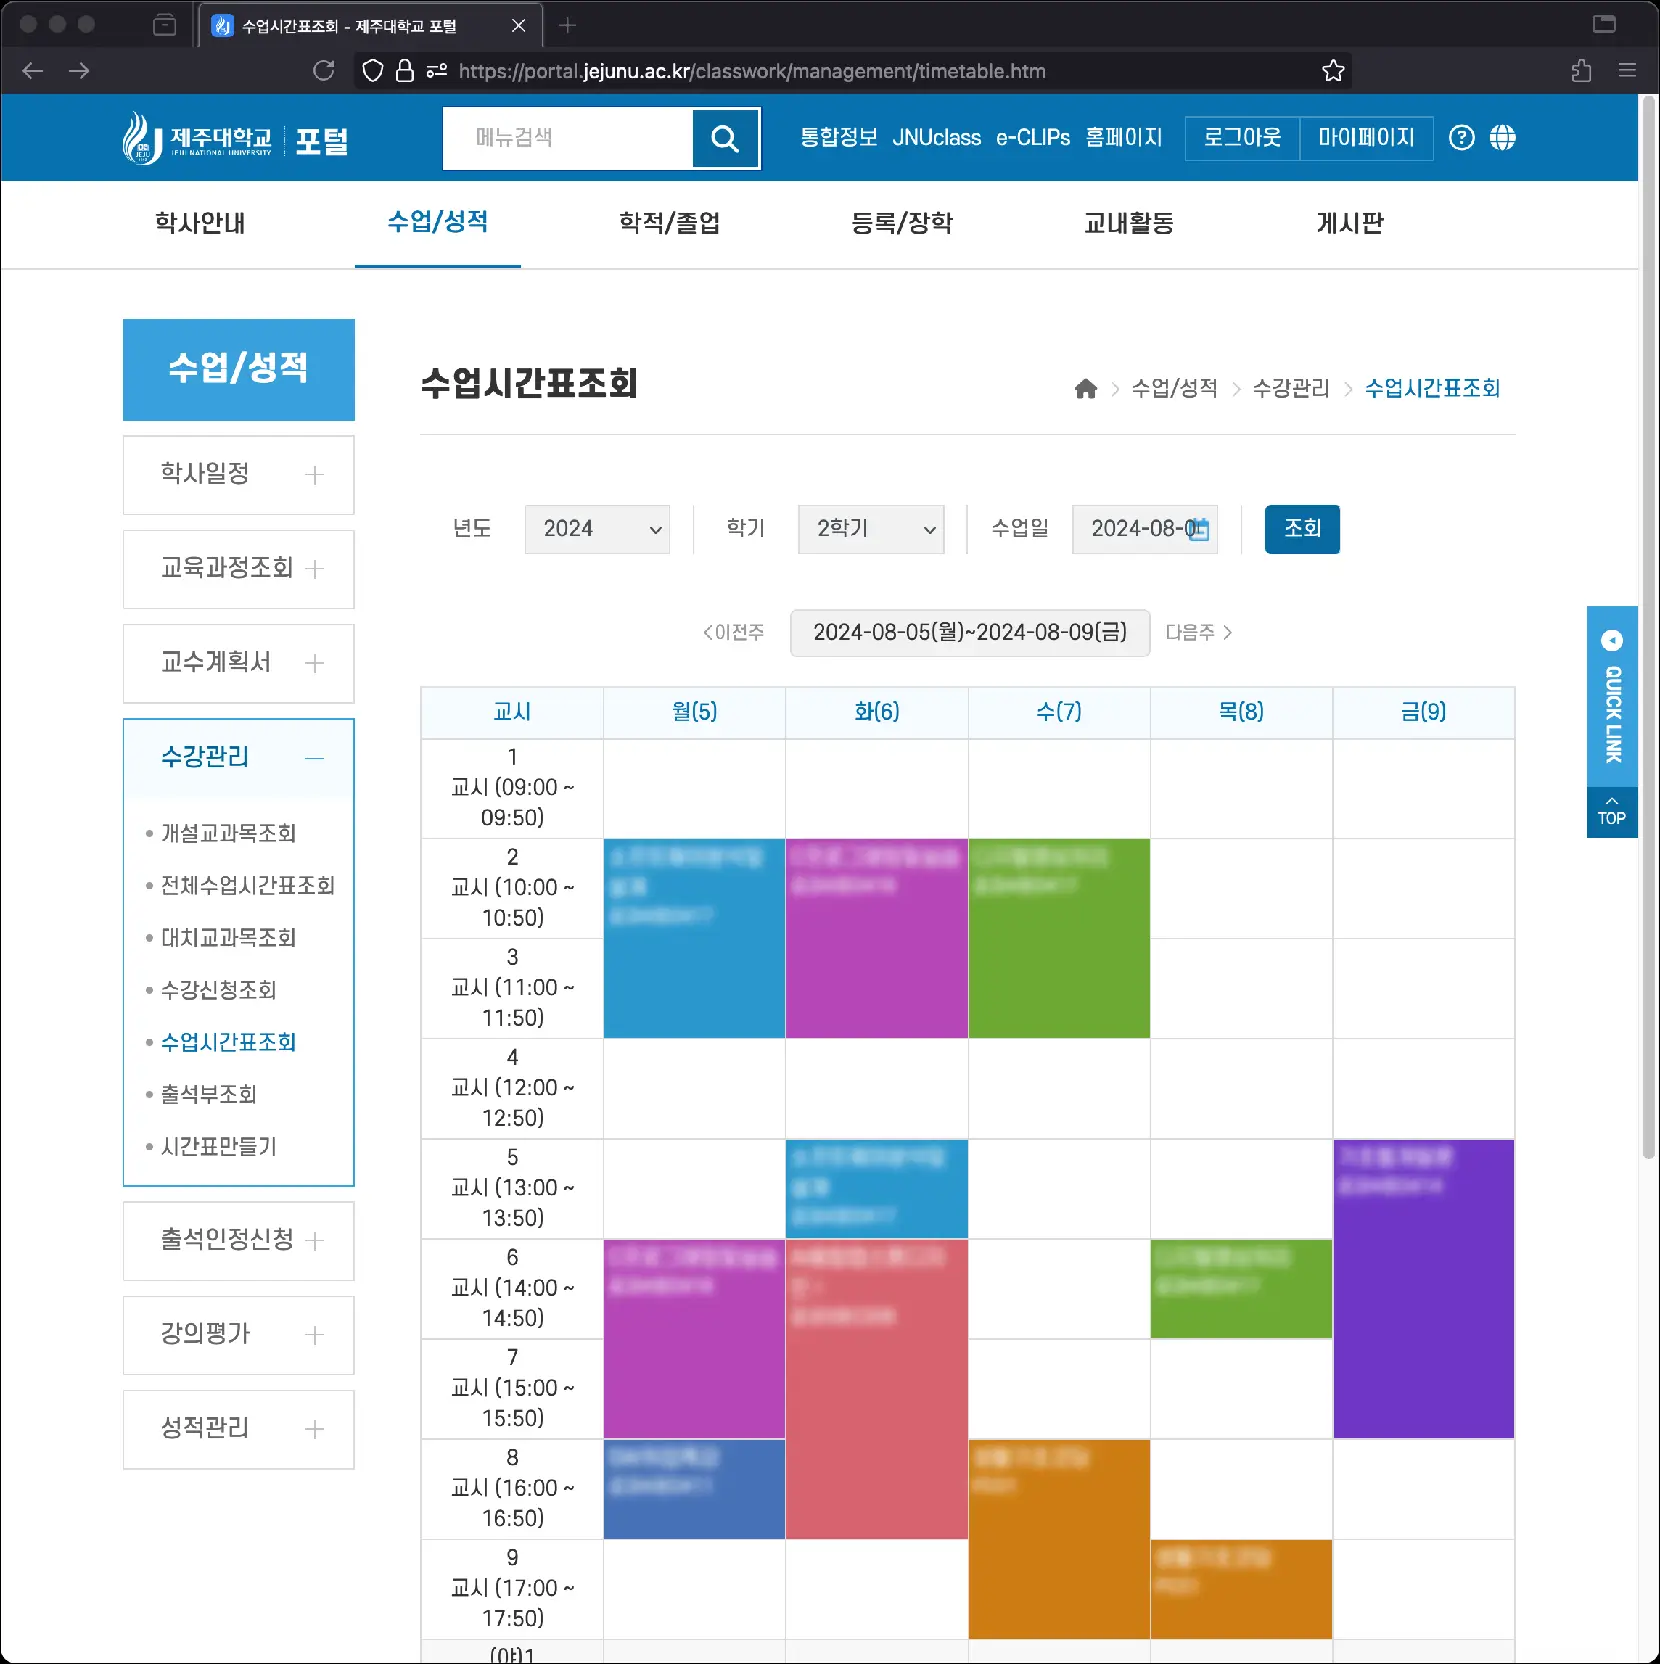 수업시간표조회 - 제주대학교 포털
https://portal.jejunu.ac.kr/classwork/management/timetable.htm
제주대학교 포털
JEJU NATIONAL UNIVERSITY
메뉴검색
통합정보 JNUclass e-CLIPs 홈페이지 로그아웃 마이페이지
학사안내 수업/성적 학적/졸업 등록/장학 교내활동 게시판
수업/성적
학사일정
교육과정조회
교수계획서
수강관리
개설교과목조회
전체수업시간표조회
대치교과목조회
수강신청조회
수업시간표조회
출석부조회
시간표만들기
출석인정신청
강의평가
성적관리
수업시간표조회
수업/성적 수강관리 수업시간표조회
년도 2024 학기 2학기 수업일 2024-08-0 조회
이전주 2024-08-05(월)~2024-08-09(금) 다음주
교시 월(5) 화(6) 수(7) 목(8) 금(9)
1
교시 (09:00 ~
09:50)
2
교시 (10:00 ~
10:50)
3
교시 (11:00 ~
11:50)
4
교시 (12:00 ~
12:50)
5
교시 (13:00 ~
13:50)
6
교시 (14:00 ~
14:50)
7
교시 (15:00 ~
15:50)
8
교시 (16:00 ~
16:50)
9
교시 (17:00 ~
17:50)
(야)1
QUICK LINK
TOP